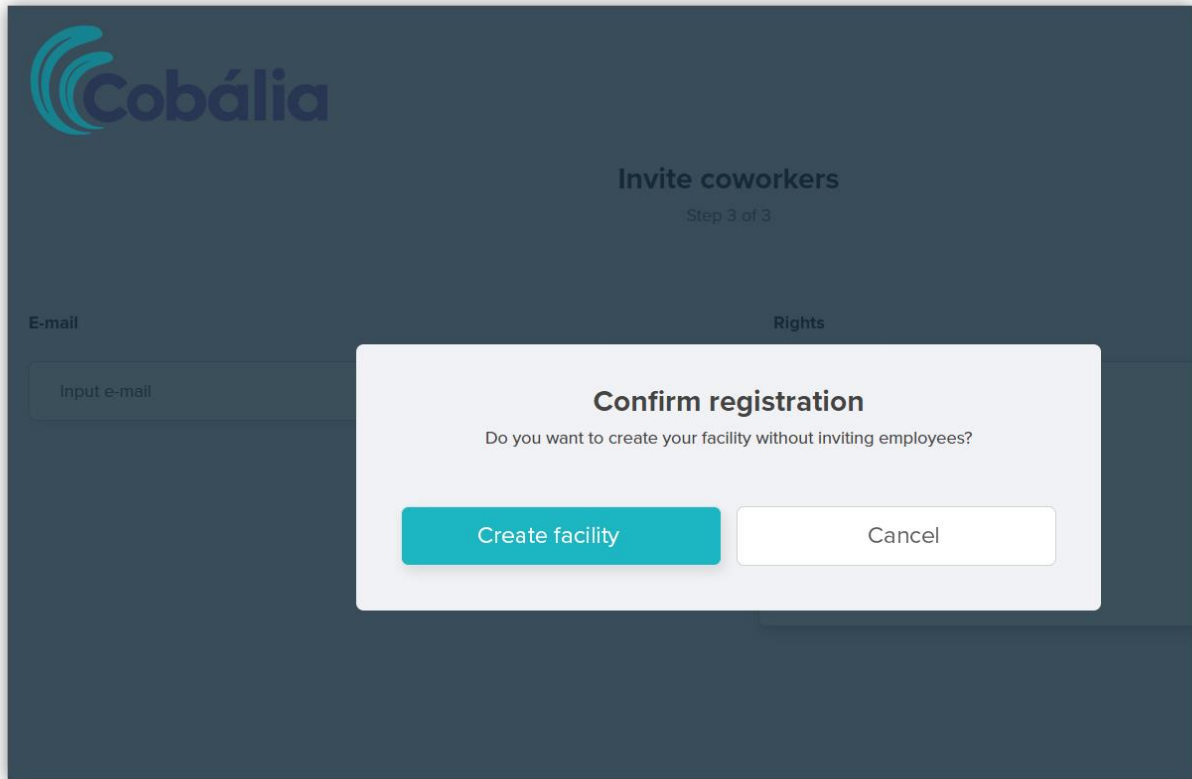 Cobália
Invite coworkers
Step 3 of 3
E-mail
Rights
Input e-mail
Confirm registration
Do you want to create your facility without inviting employees?
Create facility
Cancel